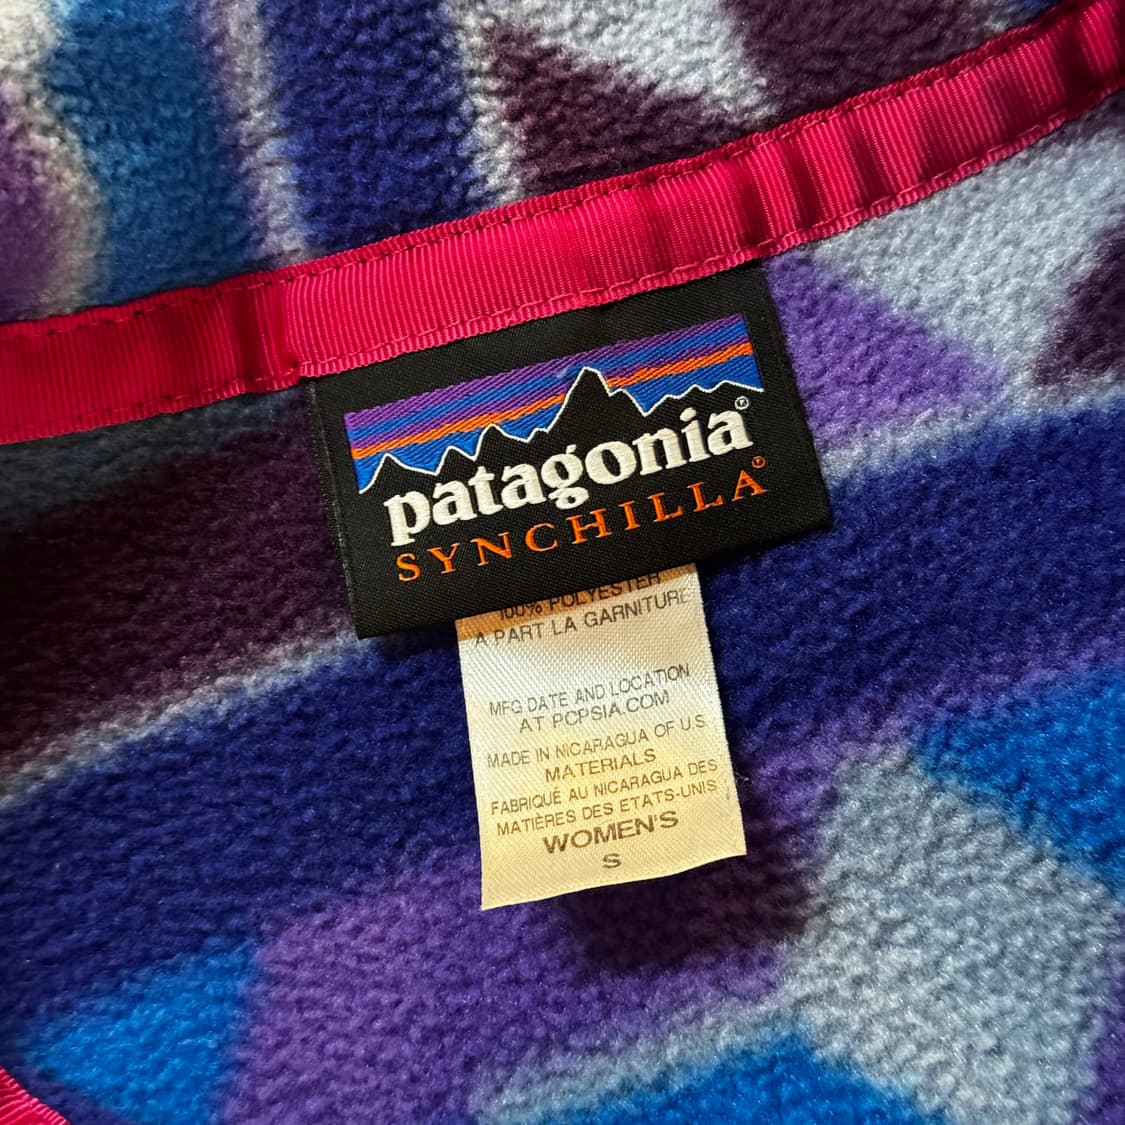 patagonia®
SYNCHILLA®
100% POLYESTER
À PART LA GARNITURE
MFG DATE AND LOCATION
AT PCPSIA.COM
MADE IN NICARAGUA OF U.S
MATERIALS
FABRIQUÉ AU NICARAGUA DES
MATIÈRES DES ETATS-UNIS
WOMEN'S
S